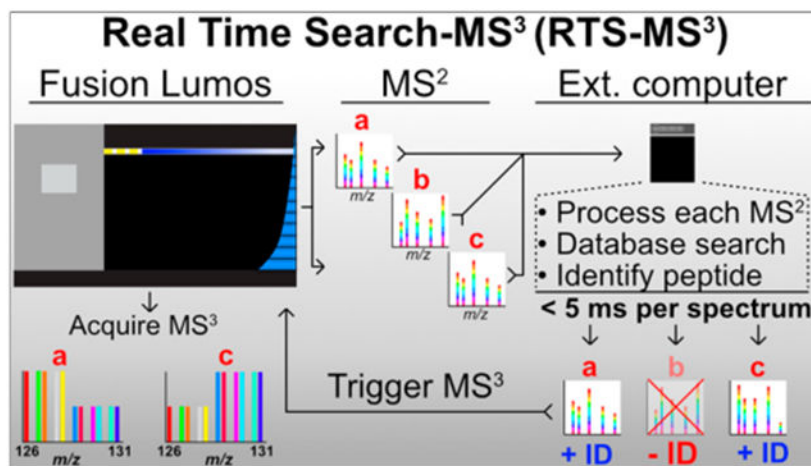 Real Time Search-MS³ (RTS-MS³)
Fusion Lumos
MS²
Ext. computer
a
m/z
b
m/z
c
m/z
• Process each MS²
• Database search
• Identify peptide
< 5 ms per spectrum
Acquire MS³
a
126 m/z 131
c
126 m/z 131
Trigger MS³
a
b
c
+ ID
- ID
+ ID